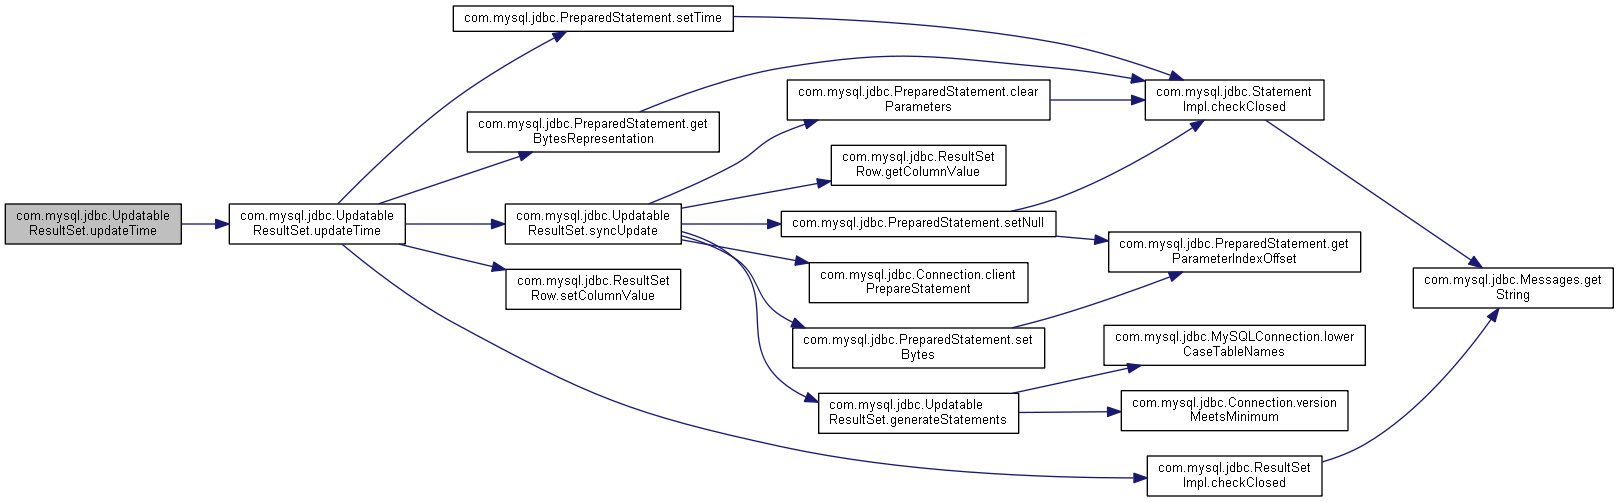 com.mysql.jdbc.Updatable
ResultSet.updateTime
com.mysql.jdbc.Updatable
ResultSet.updateTime
com.mysql.jdbc.PreparedStatement.setTime
com.mysql.jdbc.PreparedStatement.get
BytesRepresentation
com.mysql.jdbc.Updatable
ResultSet.syncUpdate
com.mysql.jdbc.ResultSet
Row.setColumnValue
com.mysql.jdbc.PreparedStatement.clear
Parameters
com.mysql.jdbc.ResultSet
Row.getColumnValue
com.mysql.jdbc.PreparedStatement.setNull
com.mysql.jdbc.Connection.client
PrepareStatement
com.mysql.jdbc.PreparedStatement.set
Bytes
com.mysql.jdbc.Updatable
ResultSet.generateStatements
com.mysql.jdbc.Statement
Impl.checkClosed
com.mysql.jdbc.PreparedStatement.get
ParameterIndexOffset
com.mysql.jdbc.MySQLConnection.lower
CaseTableNames
com.mysql.jdbc.Connection.version
MeetsMinimum
com.mysql.jdbc.ResultSet
Impl.checkClosed
com.mysql.jdbc.Messages.get
String